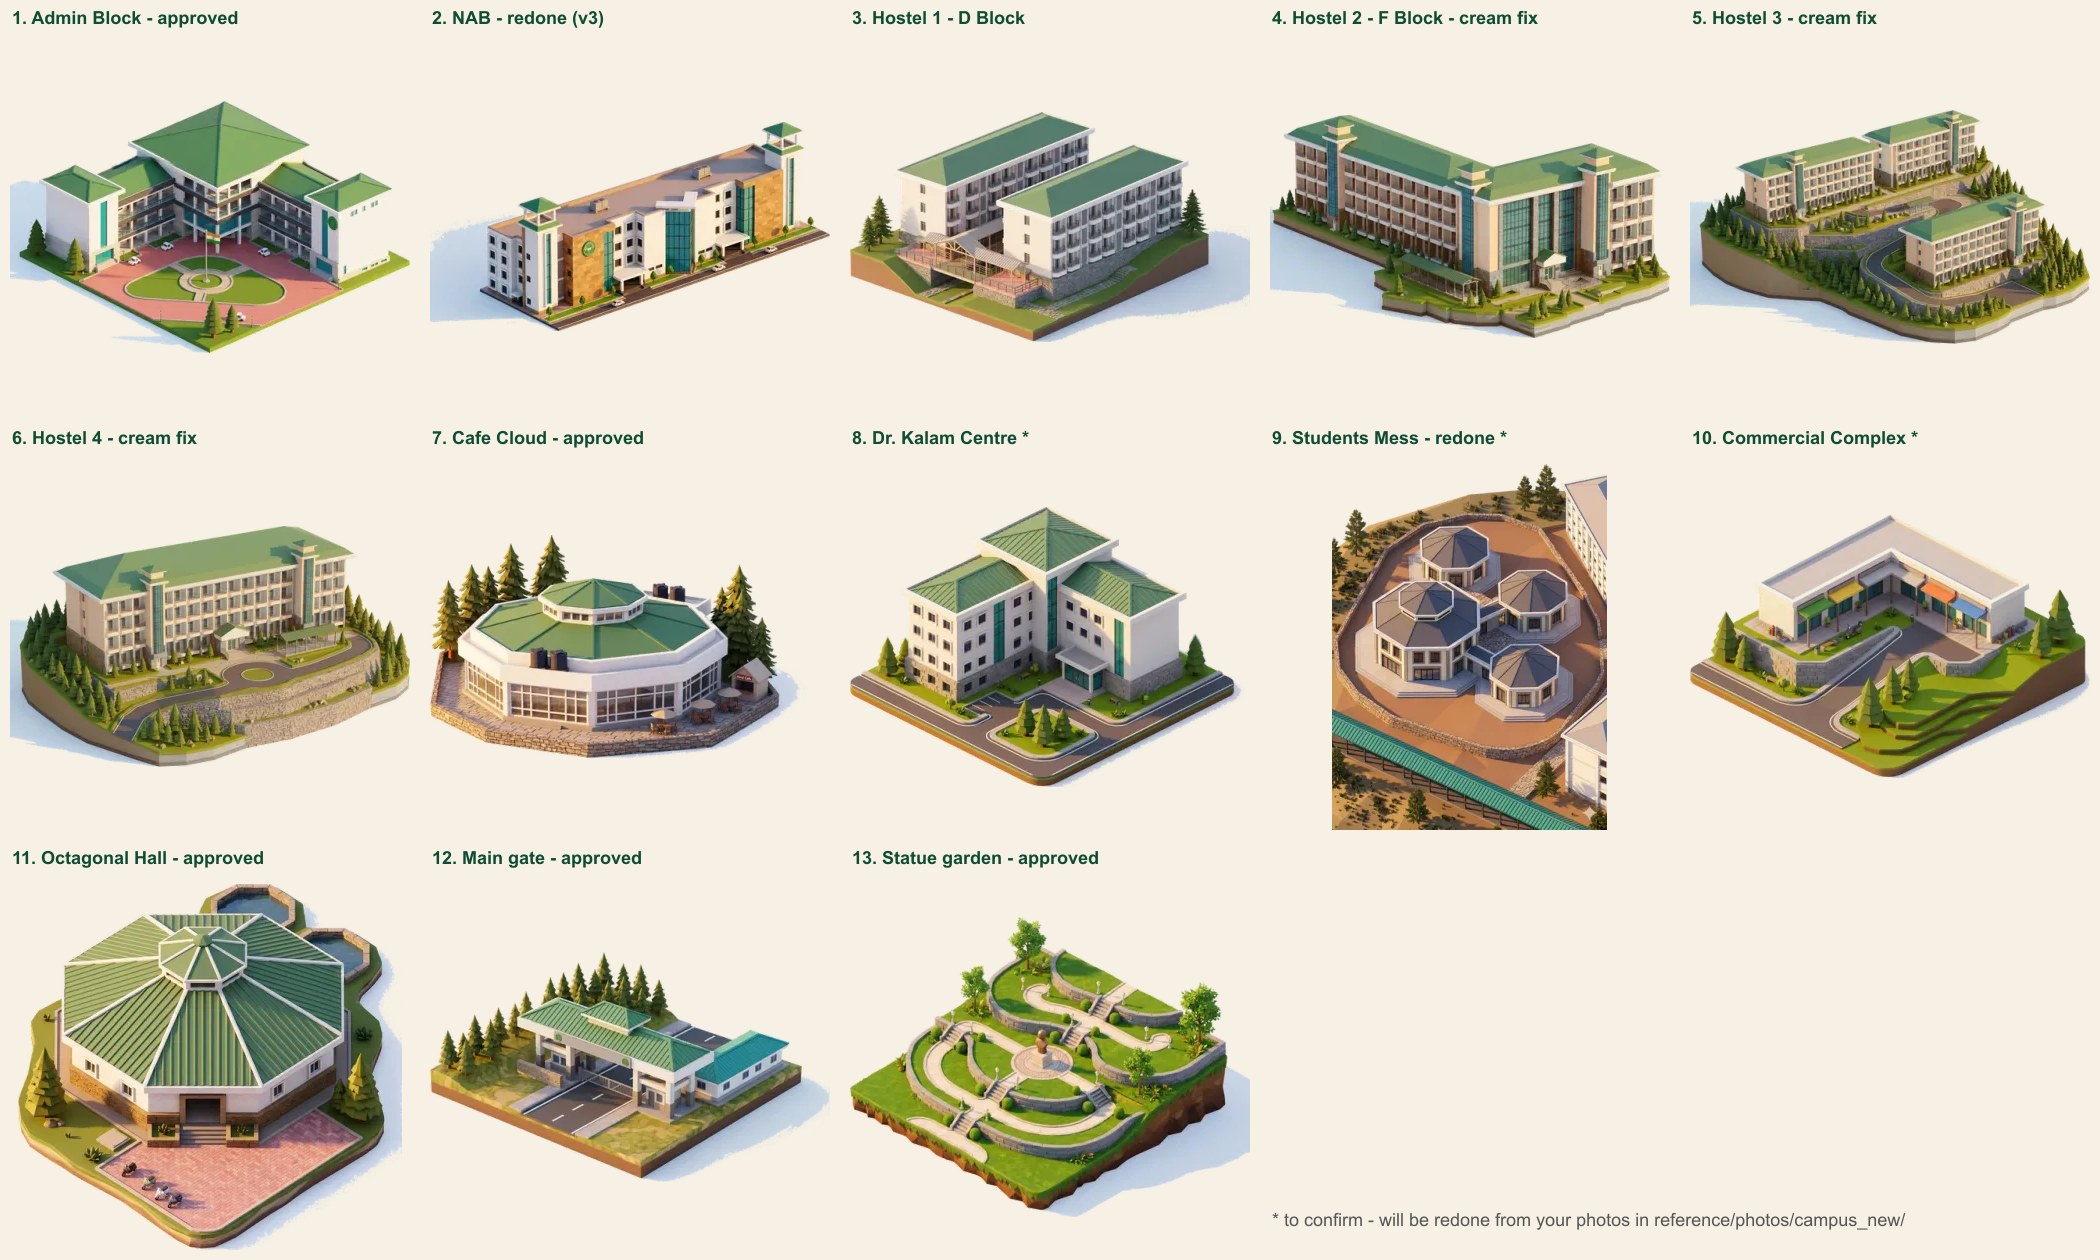 1. Admin Block - approved
2. NAB - redone (v3)
3. Hostel 1 - D Block
4. Hostel 2 - F Block - cream fix
5. Hostel 3 - cream fix
6. Hostel 4 - cream fix
7. Cafe Cloud - approved
8. Dr. Kalam Centre *
9. Students Mess - redone *
10. Commercial Complex *
11. Octagonal Hall - approved
12. Main gate - approved
13. Statue garden - approved
* to confirm - will be redone from your photos in reference/photos/campus_new/